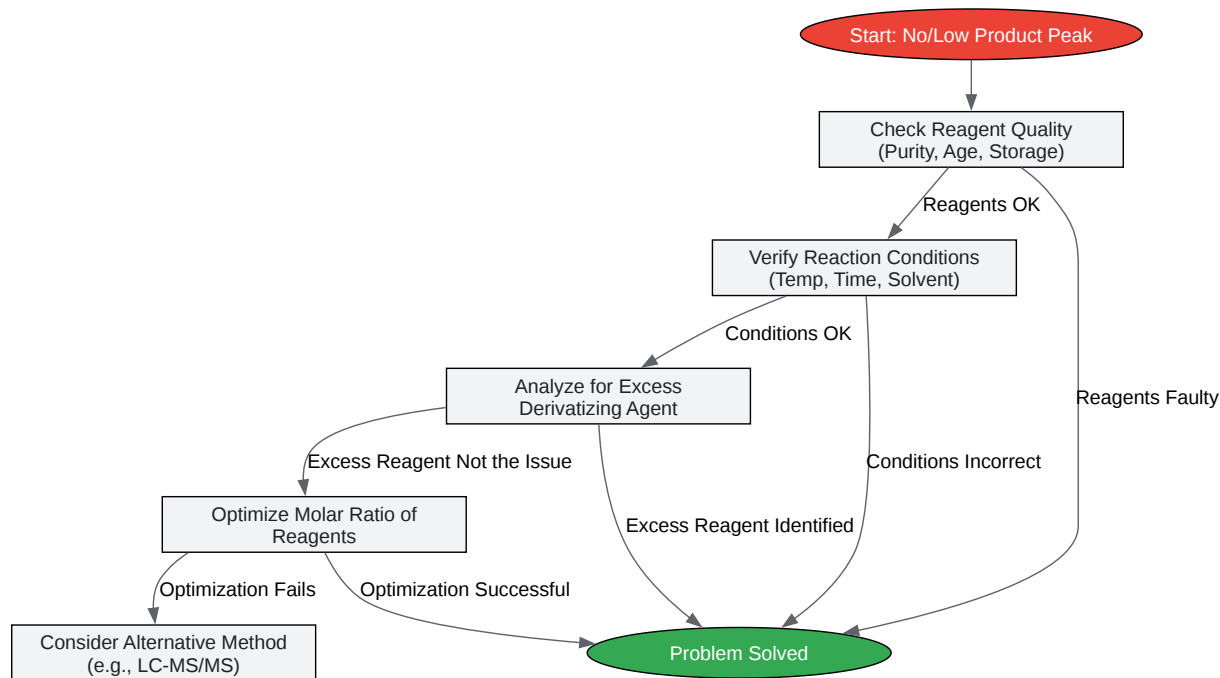 Start: No/Low Product Peak
Check Reagent Quality
(Purity, Age, Storage)
Reagents OK
Verify Reaction Conditions
(Temp, Time, Solvent)
Conditions OK
Analyze for Excess
Derivatizing Agent
Reagents Faulty
Excess Reagent Not the Issue
Conditions Incorrect
Optimize Molar Ratio of
Reagents
Excess Reagent Identified
Optimization Fails
Optimization Successful
Consider Alternative Method
(e.g., LC-MS/MS)
Problem Solved